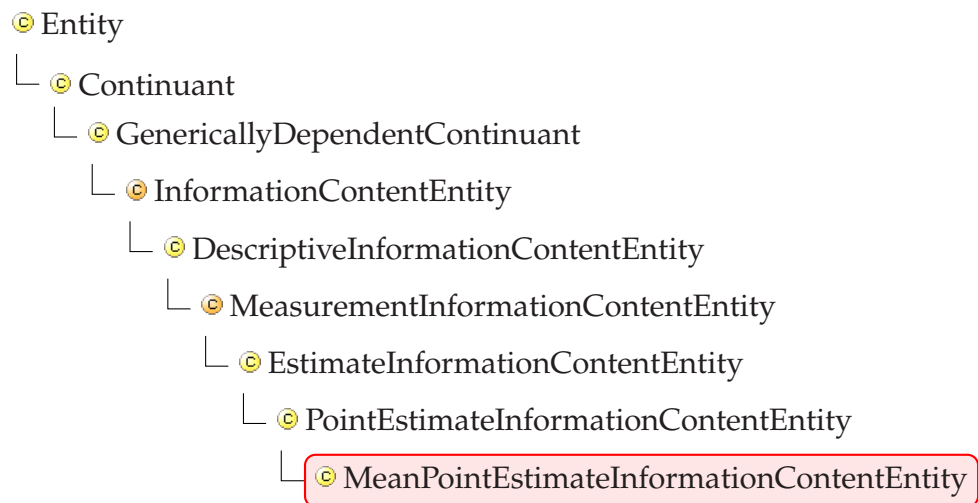 Entity
Continuant
GenericallyDependentContinuant
InformationContentEntity
DescriptiveInformationContentEntity
MeasurementInformationContentEntity
EstimateInformationContentEntity
PointEstimateInformationContentEntity
MeanPointEstimateInformationContentEntity